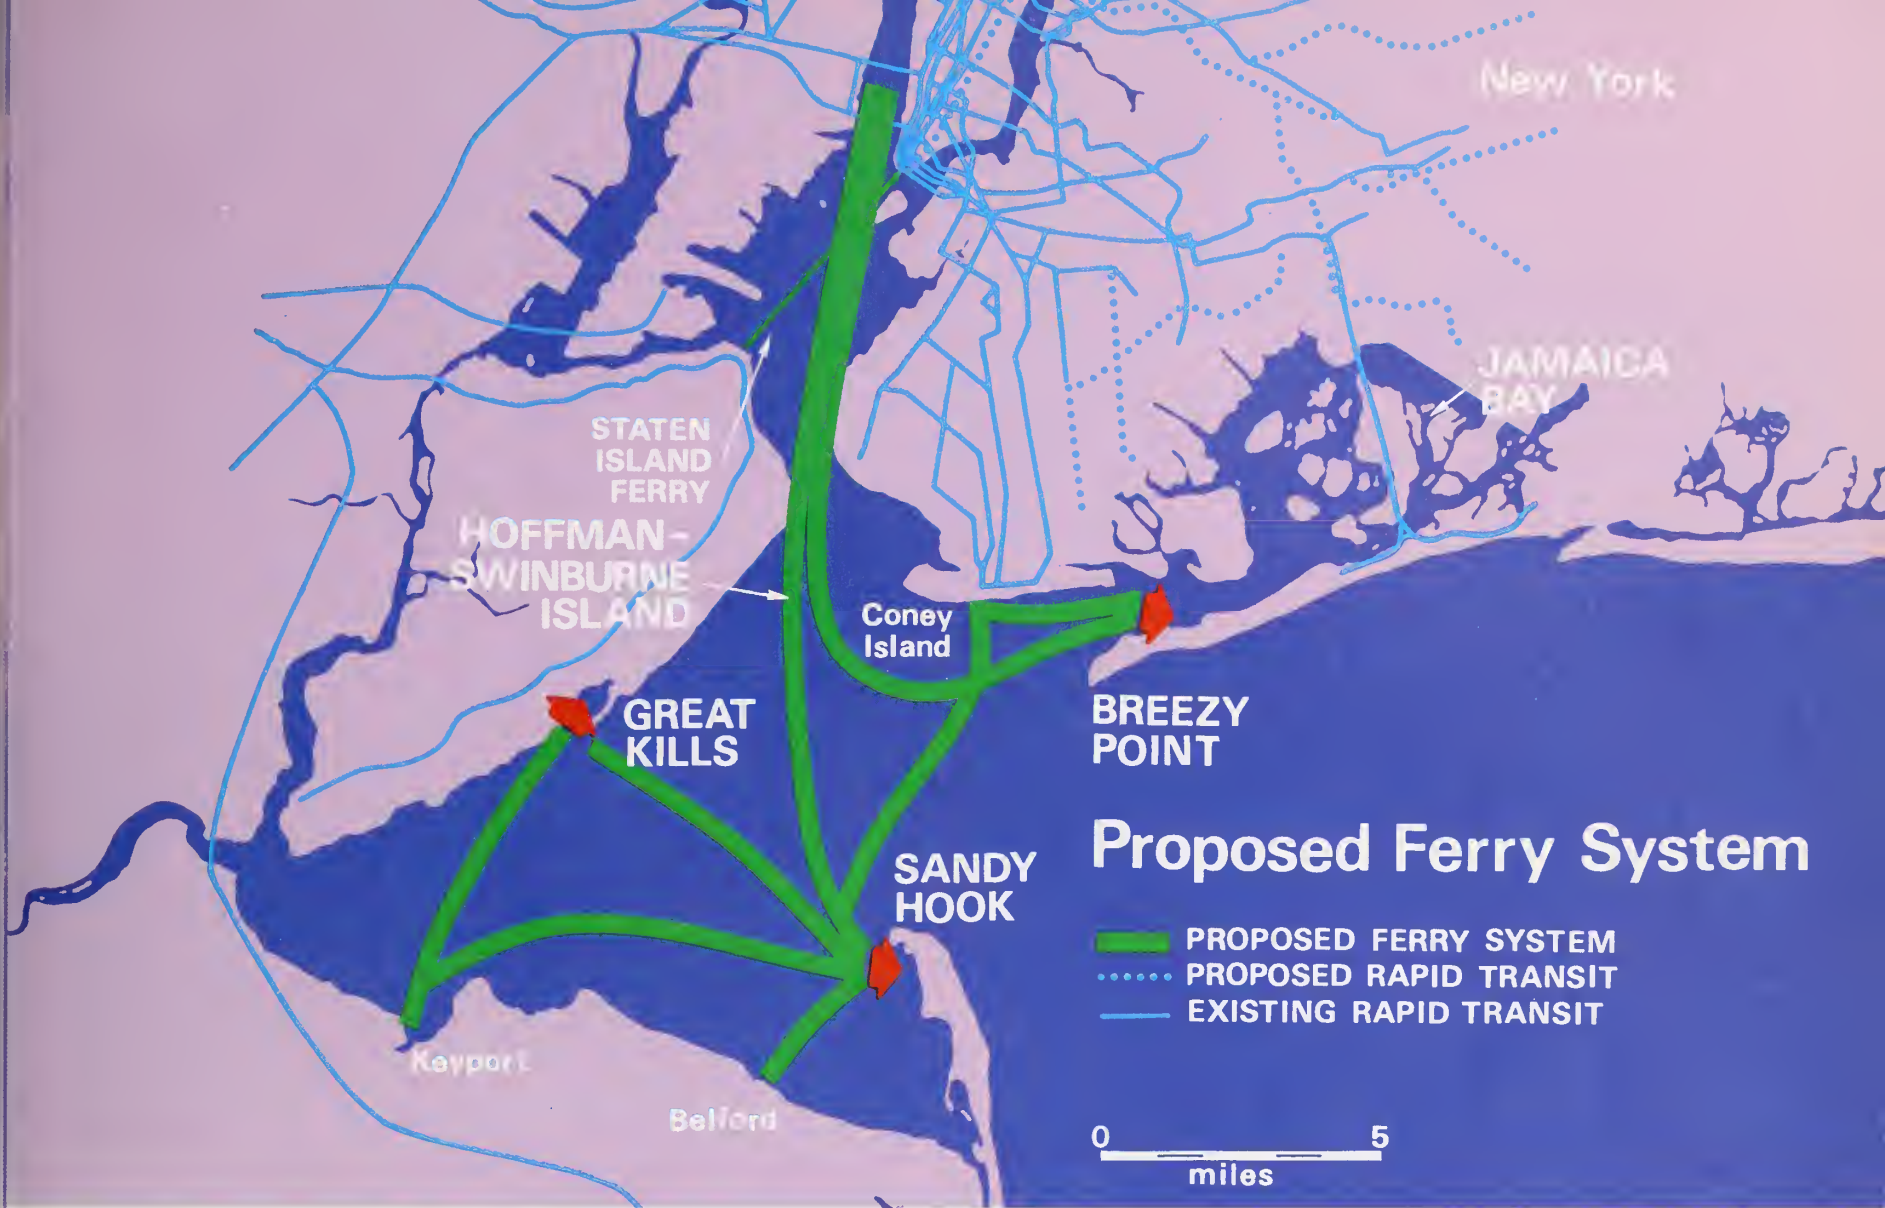 New York
JAMAICA
BAY
STATEN
ISLAND
FERRY
HOFFMAN-
SWINBURNE
ISLAND
Coney
Island
GREAT
KILLS
BREEZY
POINT
SANDY
HOOK
Proposed Ferry System
PROPOSED FERRY SYSTEM
PROPOSED RAPID TRANSIT
EXISTING RAPID TRANSIT
Keyport
Belford
0 5
miles